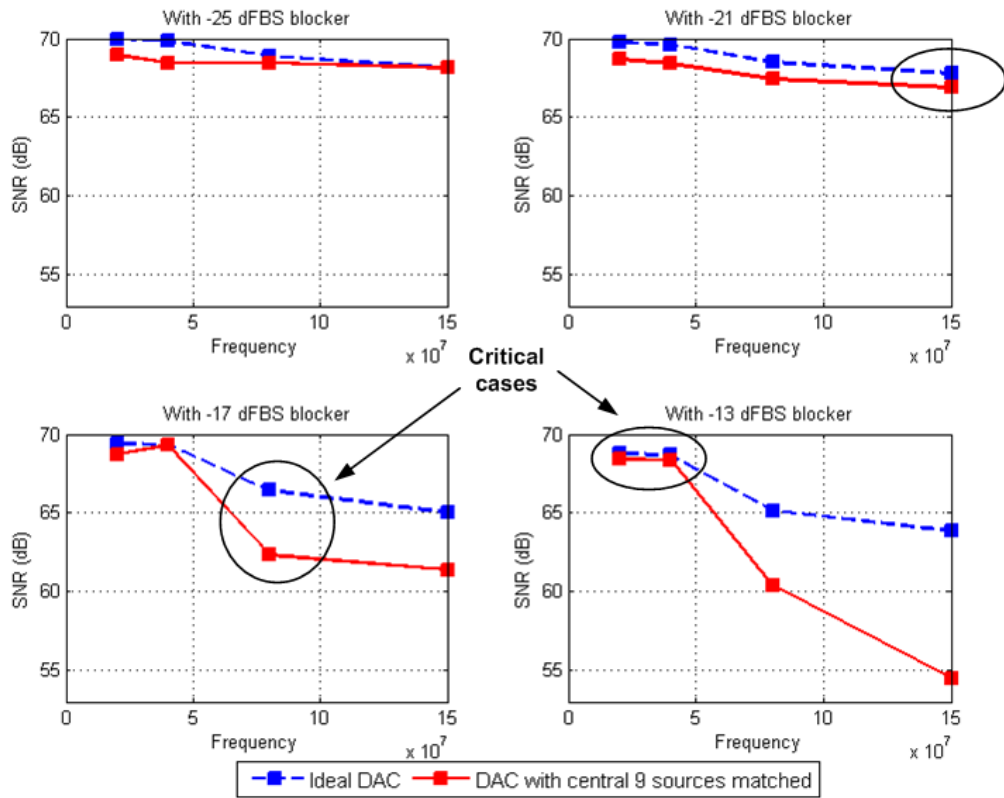 With -25 dFBS blocker
70
65
60
55
SNR (dB)
0 5 10 15
Frequency
x 10^7
With -21 dFBS blocker
70
65
60
55
SNR (dB)
0 5 10 15
Frequency
x 10^7
Critical
cases
With -17 dFBS blocker
70
65
60
55
SNR (dB)
0 5 10 15
Frequency
x 10^7
With -13 dFBS blocker
70
65
60
55
SNR (dB)
0 5 10 15
Frequency
x 10^7
Ideal DAC DAC with central 9 sources matched